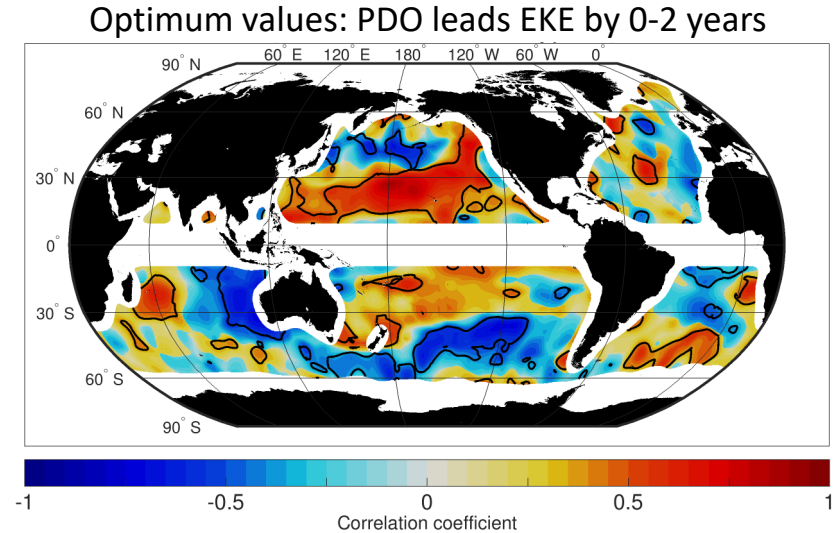 Optimum values: PDO leads EKE by 0-2 years
60° E 120° E 180° 120° W 60° W 0°
90° N
60° N
30° N
0°
30° S
60° S
90° S
-1 -0.5 0 0.5 1
Correlation coefficient